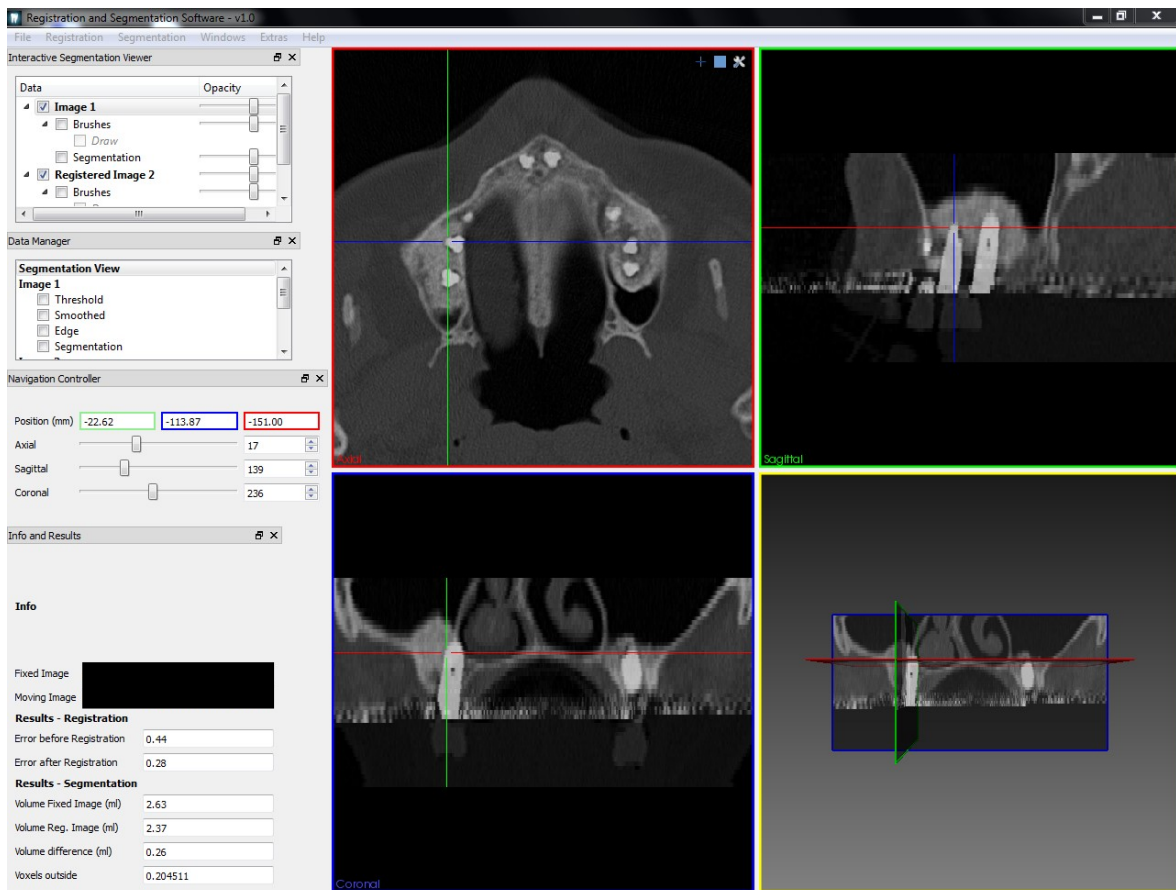 Registration and Segmentation Software - v1.0
File Registration Segmentation Windows Extras Help
Interactive Segmentation Viewer
Data Opacity
Image 1
Brushes
Draw
Segmentation
Registered Image 2
Brushes
Data Manager
Segmentation View
Image 1
Threshold
Smoothed
Edge
Segmentation
Navigation Controller
Position (mm) -22.62 -113.87 -151.00
Axial 17
Sagittal 139
Coronal 236
Info and Results
Info
Fixed Image
Moving Image
Results - Registration
Error before Registration 0.44
Error after Registration 0.28
Results - Segmentation
Volume Fixed Image (ml) 2.63
Volume Reg. Image (ml) 2.37
Volume difference (ml) 0.26
Voxels outside 0.204511
Axial
Sagittal
Coronal